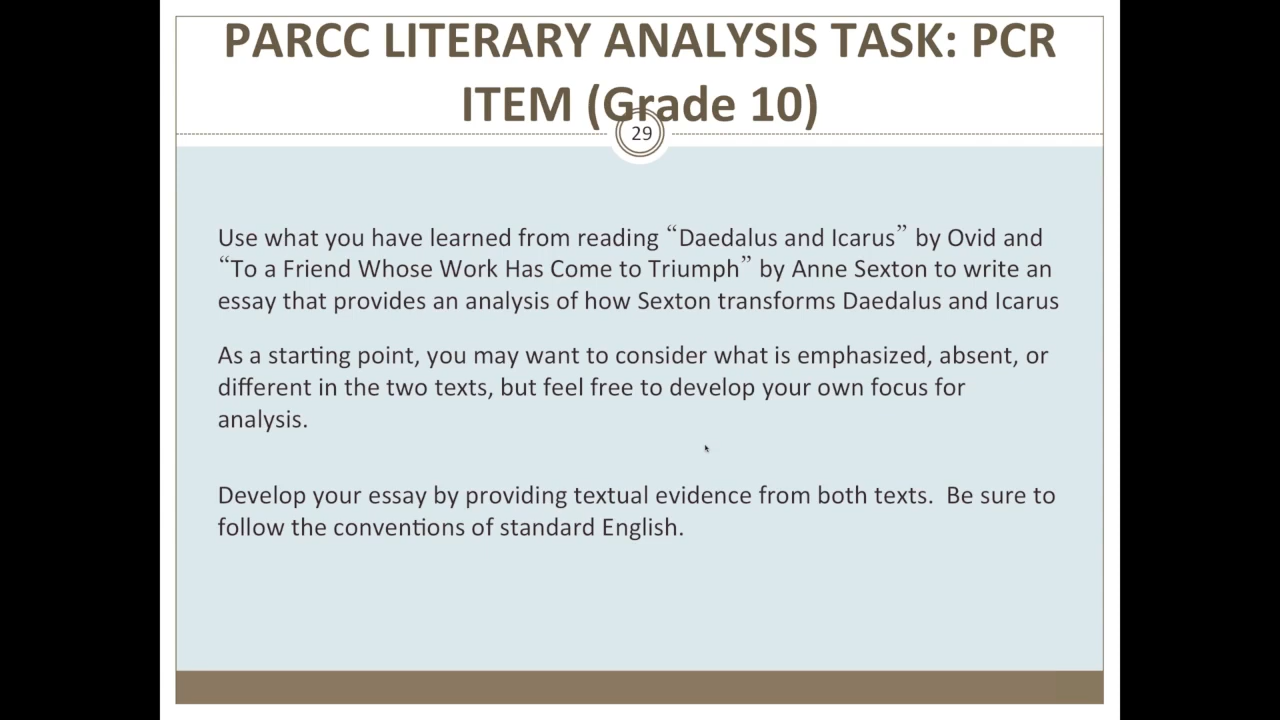 PARCC LITERARY ANALYSIS TASK: PCR
ITEM (Grade 10)
29
Use what you have learned from reading “Daedalus and Icarus” by Ovid and
“To a Friend Whose Work Has Come to Triumph” by Anne Sexton to write an
essay that provides an analysis of how Sexton transforms Daedalus and Icarus
As a starting point, you may want to consider what is emphasized, absent, or
different in the two texts, but feel free to develop your own focus for
analysis.
Develop your essay by providing textual evidence from both texts.  Be sure to
follow the conventions of standard English.